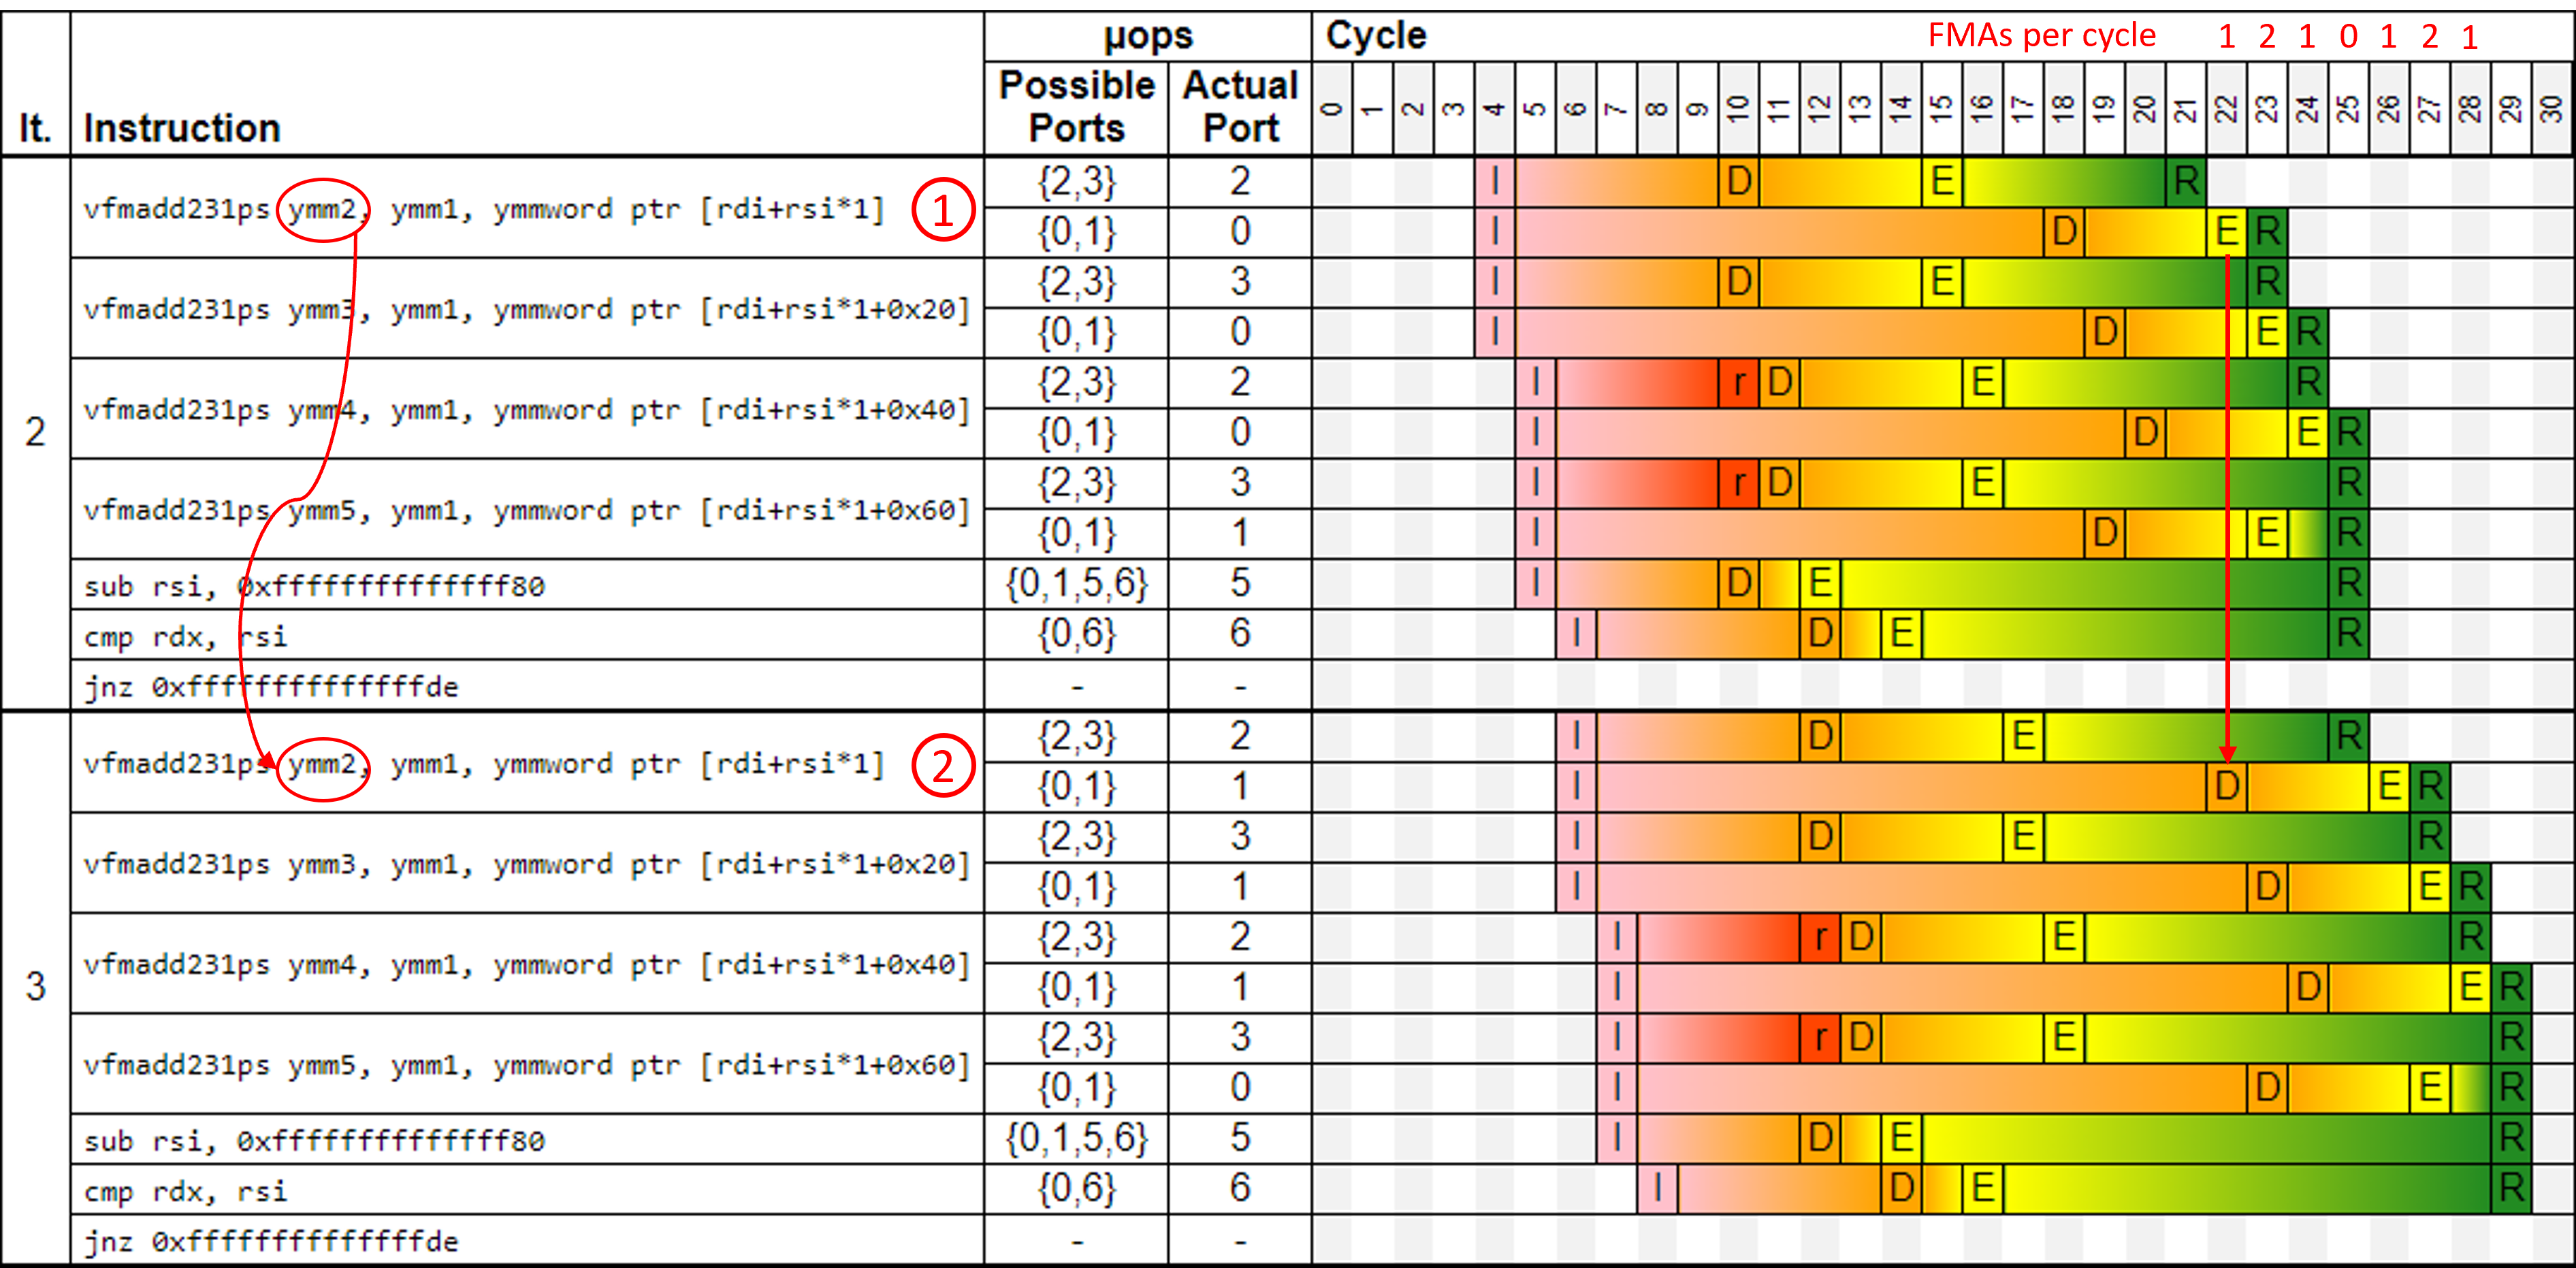 µops Cycle FMAs per cycle 1 2 1 0 1 2 1
It. Instruction Possible Ports Actual Port 0 1 2 3 4 5 6 7 8 9 10 11 12 13 14 15 16 17 18 19 20 21 22 23 24 25 26 27 28 29 30
2
vfmadd231ps ymm2, ymm1, ymmword ptr [rdi+rsi*1] 1
{2,3} 2 I D E R
{0,1} 0 I D E R
vfmadd231ps ymm3, ymm1, ymmword ptr [rdi+rsi*1+0x20]
{2,3} 3 I D E R
{0,1} 0 I D E R
vfmadd231ps ymm4, ymm1, ymmword ptr [rdi+rsi*1+0x40]
{2,3} 2 I r D E R
{0,1} 0 I D E R
vfmadd231ps ymm5, ymm1, ymmword ptr [rdi+rsi*1+0x60]
{2,3} 3 I r D E R
{0,1} 1 I D E R
sub rsi, 0xffffffffffffff80 {0,1,5,6} 5 I D E R
cmp rdx, rsi {0,6} 6 I D E R
jnz 0xffffffffffffffde - -
3
vfmadd231ps ymm2, ymm1, ymmword ptr [rdi+rsi*1] 2
{2,3} 2 I D E R
{0,1} 1 I D E R
vfmadd231ps ymm3, ymm1, ymmword ptr [rdi+rsi*1+0x20]
{2,3} 3 I D E R
{0,1} 1 I D E R
vfmadd231ps ymm4, ymm1, ymmword ptr [rdi+rsi*1+0x40]
{2,3} 2 I r D E R
{0,1} 1 I D E R
vfmadd231ps ymm5, ymm1, ymmword ptr [rdi+rsi*1+0x60]
{2,3} 3 I r D E R
{0,1} 0 I D E R
sub rsi, 0xffffffffffffff80 {0,1,5,6} 5 I D E R
cmp rdx, rsi {0,6} 6 I D E R
jnz 0xffffffffffffffde - -